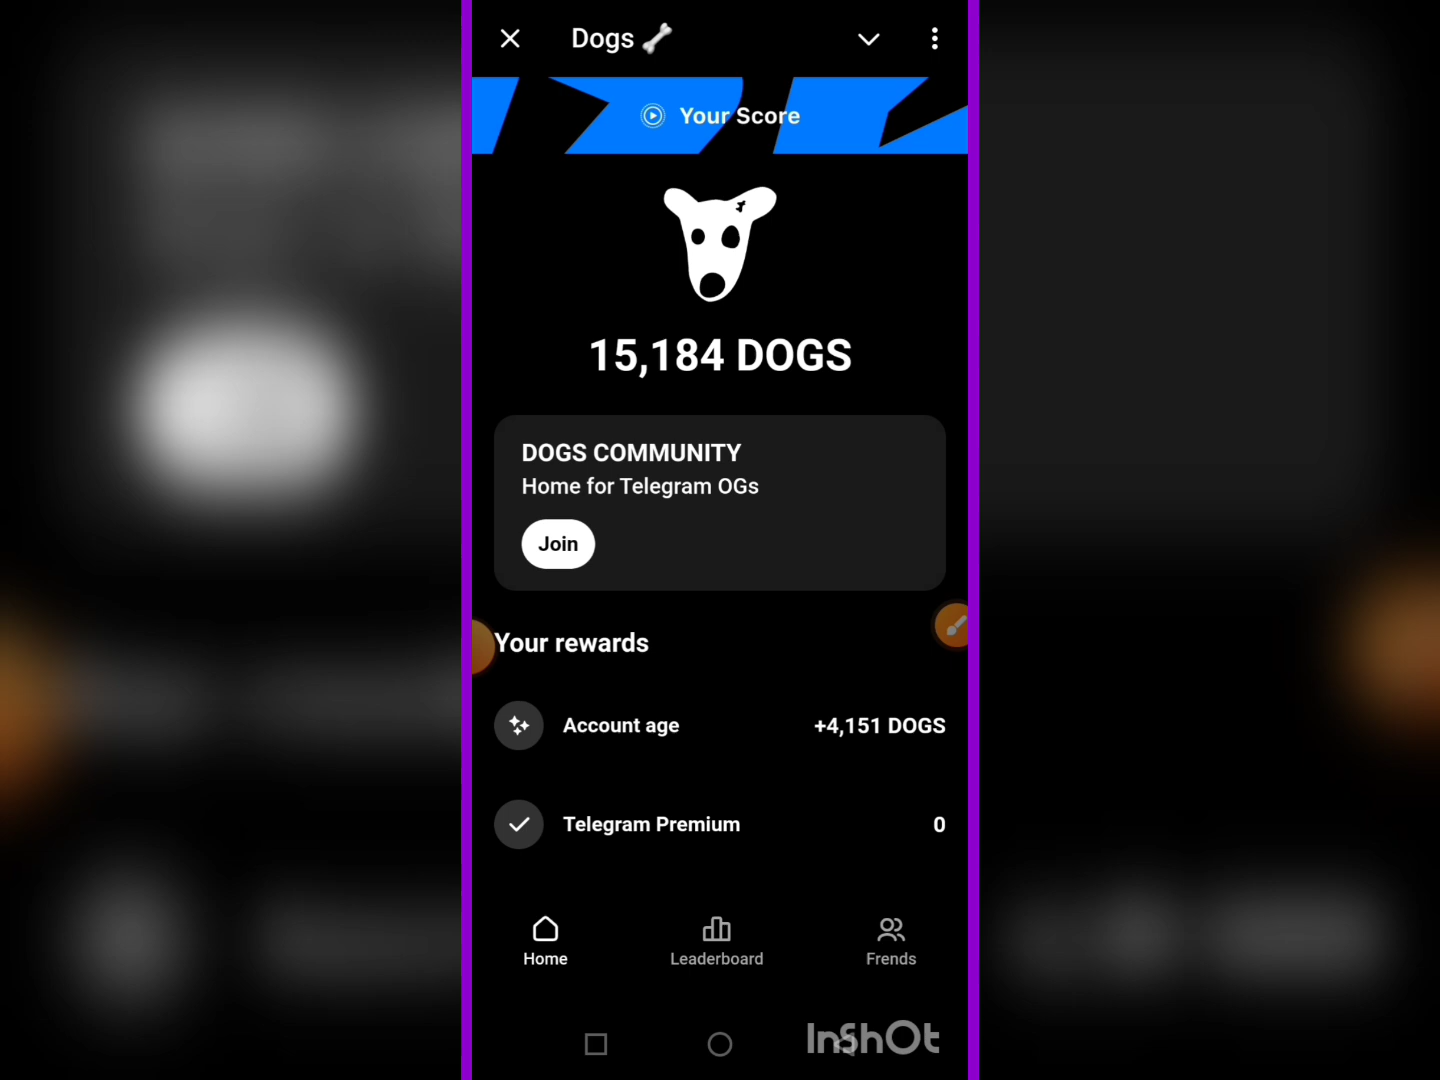 Dogs 🦴
Your Score
15,184 DOGS
DOGS COMMUNITY
Home for Telegram OGs
Join
Your rewards
Account age +4,151 DOGS
Telegram Premium 0
Home Leaderboard Frends
InShOt